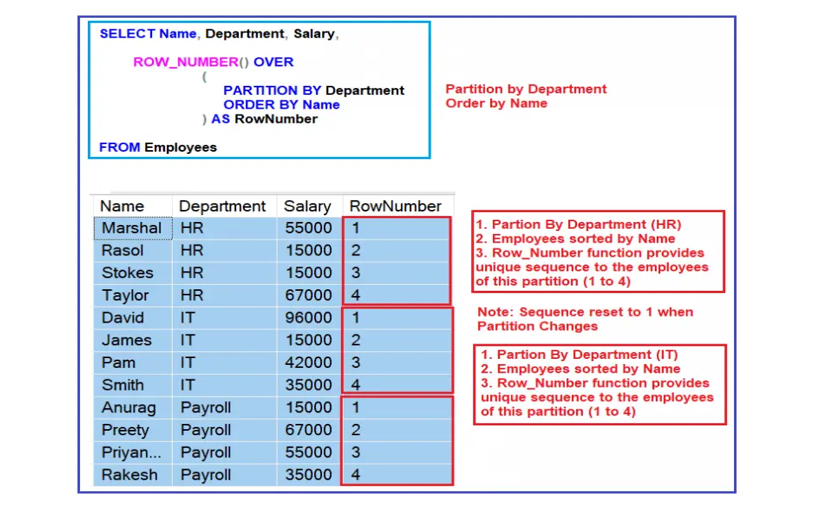 SELECT Name, Department, Salary,
ROW_NUMBER() OVER
(
PARTITION BY Department
ORDER BY Name
) AS RowNumber
FROM Employees
Partition by Department
Order by Name
Name Department Salary RowNumber
Marshal HR 55000 1
Rasol HR 15000 2
Stokes HR 15000 3
Taylor HR 67000 4
David IT 96000 1
James IT 15000 2
Pam IT 42000 3
Smith IT 35000 4
Anurag Payroll 15000 1
Preety Payroll 67000 2
Priyan... Payroll 55000 3
Rakesh Payroll 35000 4
1. Partion By Department (HR)
2. Employees sorted by Name
3. Row_Number function provides
unique sequence to the employees
of this partition (1 to 4)
Note: Sequence reset to 1 when
Partition Changes
1. Partion By Department (IT)
2. Employees sorted by Name
3. Row_Number function provides
unique sequence to the employees
of this partition (1 to 4)